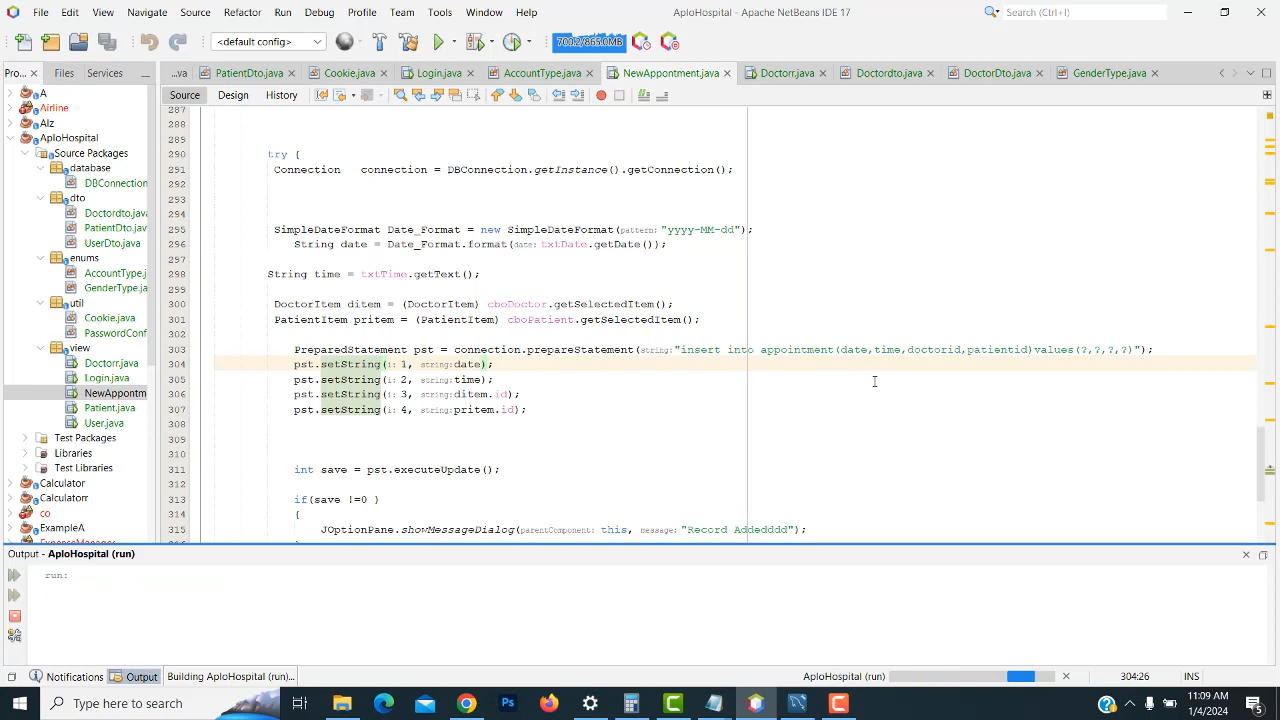 File Edit View Navigate Source Refactor Run Debug Profile Team Tools Window Help AploHospital - Apache NetBeans IDE 17 Search (Ctrl+I)
<default config> 700.2/865.0MB
Pro... Files Services ...va PatientDto.java Cookie.java Login.java AccountType.java NewAppontment.java Doctorr.java Doctordto.java DoctorDto.java GenderType.java
Source Design History
A
Airline
Alz
AploHospital
Source Packages
database
DBConnection
dto
Doctordto.java
PatientDto.java
UserDto.java
enums
AccountType.j
GenderType.ja
util
Cookie.java
PasswordConf
view
Doctorr.java
Login.java
NewAppontm
Patient.java
User.java
Test Packages
Libraries
Test Libraries
Calculator
Calculatorr
co
ExampleA
287
288
289
290 try {
291 Connection connection = DBConnection.getInstance().getConnection();
292
293
294
295 SimpleDateFormat Date_Format = new SimpleDateFormat(pattern: "yyyy-MM-dd");
296 String date = Date_Format.format(date: txtDate.getDate());
297
298 String time = txtTime.getText();
299
300 DoctorItem ditem = (DoctorItem) cboDoctor.getSelectedItem();
301 PatientItem pritem = (PatientItem) cboPatient.getSelectedItem();
302
303 PreparedStatement pst = connection.prepareStatement(string: "insert into appointment(date,time,doctorid,patientid)values(?,?,?,?)");
304 pst.setString(i: 1, string: date);
305 pst.setString(i: 2, string: time);
306 pst.setString(i: 3, string: ditem.id);
307 pst.setString(i: 4, string: pritem.id);
308
309
310
311 int save = pst.executeUpdate();
312
313 if(save !=0 )
314 {
315 JOptionPane.showMessageDialog(parentComponent: this, message: "Record Addedddd");
Output - AploHospital (run)
run:
Notifications Output Building AploHospital (run)... AploHospital (run) 304:26 INS
Type here to search
11:09 AM
1/4/2024